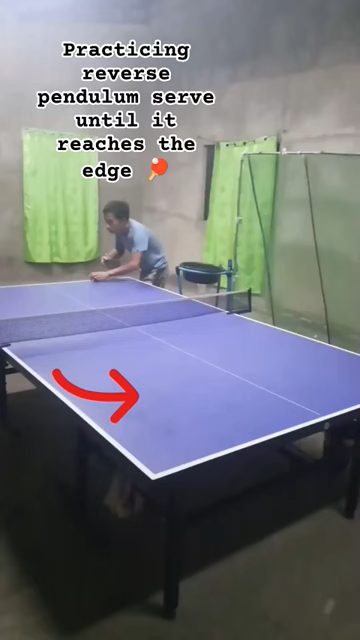 Practicing
reverse
pendulum serve
until it
reaches the
edge 🏓